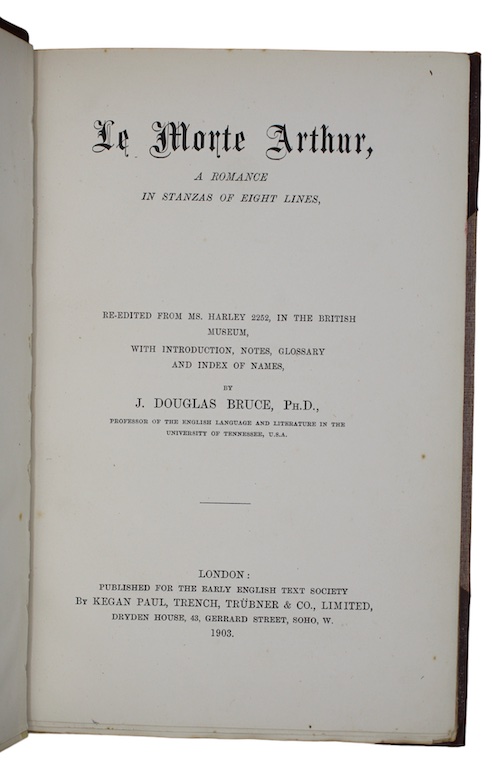 Le Morte Arthur,
A ROMANCE
IN STANZAS OF EIGHT LINES,
RE-EDITED FROM MS. HARLEY 2252, IN THE BRITISH
MUSEUM,
WITH INTRODUCTION, NOTES, GLOSSARY
AND INDEX OF NAMES,
BY
J. DOUGLAS BRUCE, PH.D.,
PROFESSOR OF THE ENGLISH LANGUAGE AND LITERATURE IN THE
UNIVERSITY OF TENNESSEE, U.S.A.
LONDON:
PUBLISHED FOR THE EARLY ENGLISH TEXT SOCIETY
BY KEGAN PAUL, TRENCH, TRÜBNER & CO., LIMITED,
DRYDEN HOUSE, 43, GERRARD STREET, SOHO, W.
1903.